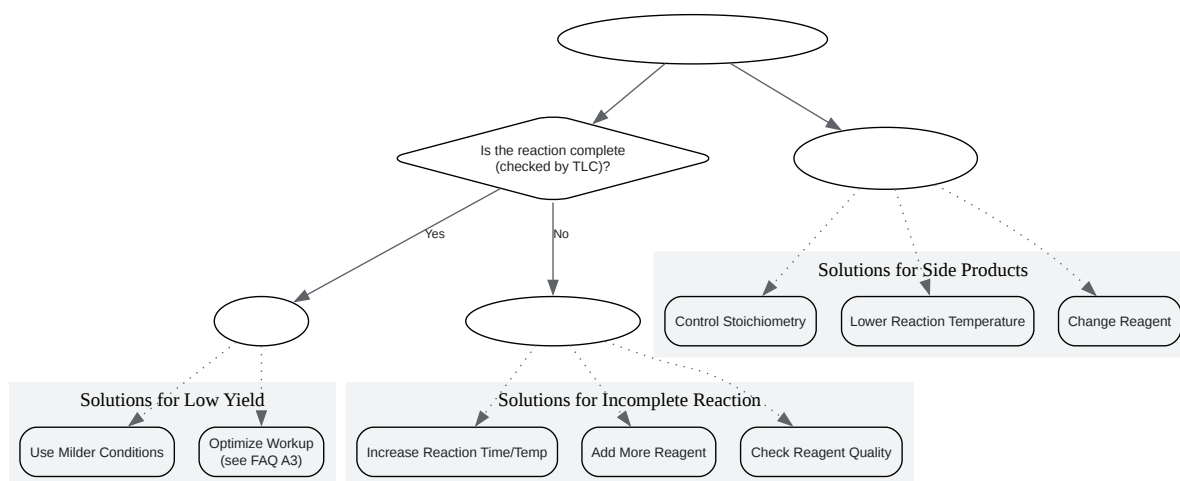 Is the reaction complete
(checked by TLC)?
Yes
No
Solutions for Side Products
Control Stoichiometry
Lower Reaction Temperature
Change Reagent
Solutions for Low Yield
Use Milder Conditions
Optimize Workup
(see FAQ A3)
Solutions for Incomplete Reaction
Increase Reaction Time/Temp
Add More Reagent
Check Reagent Quality